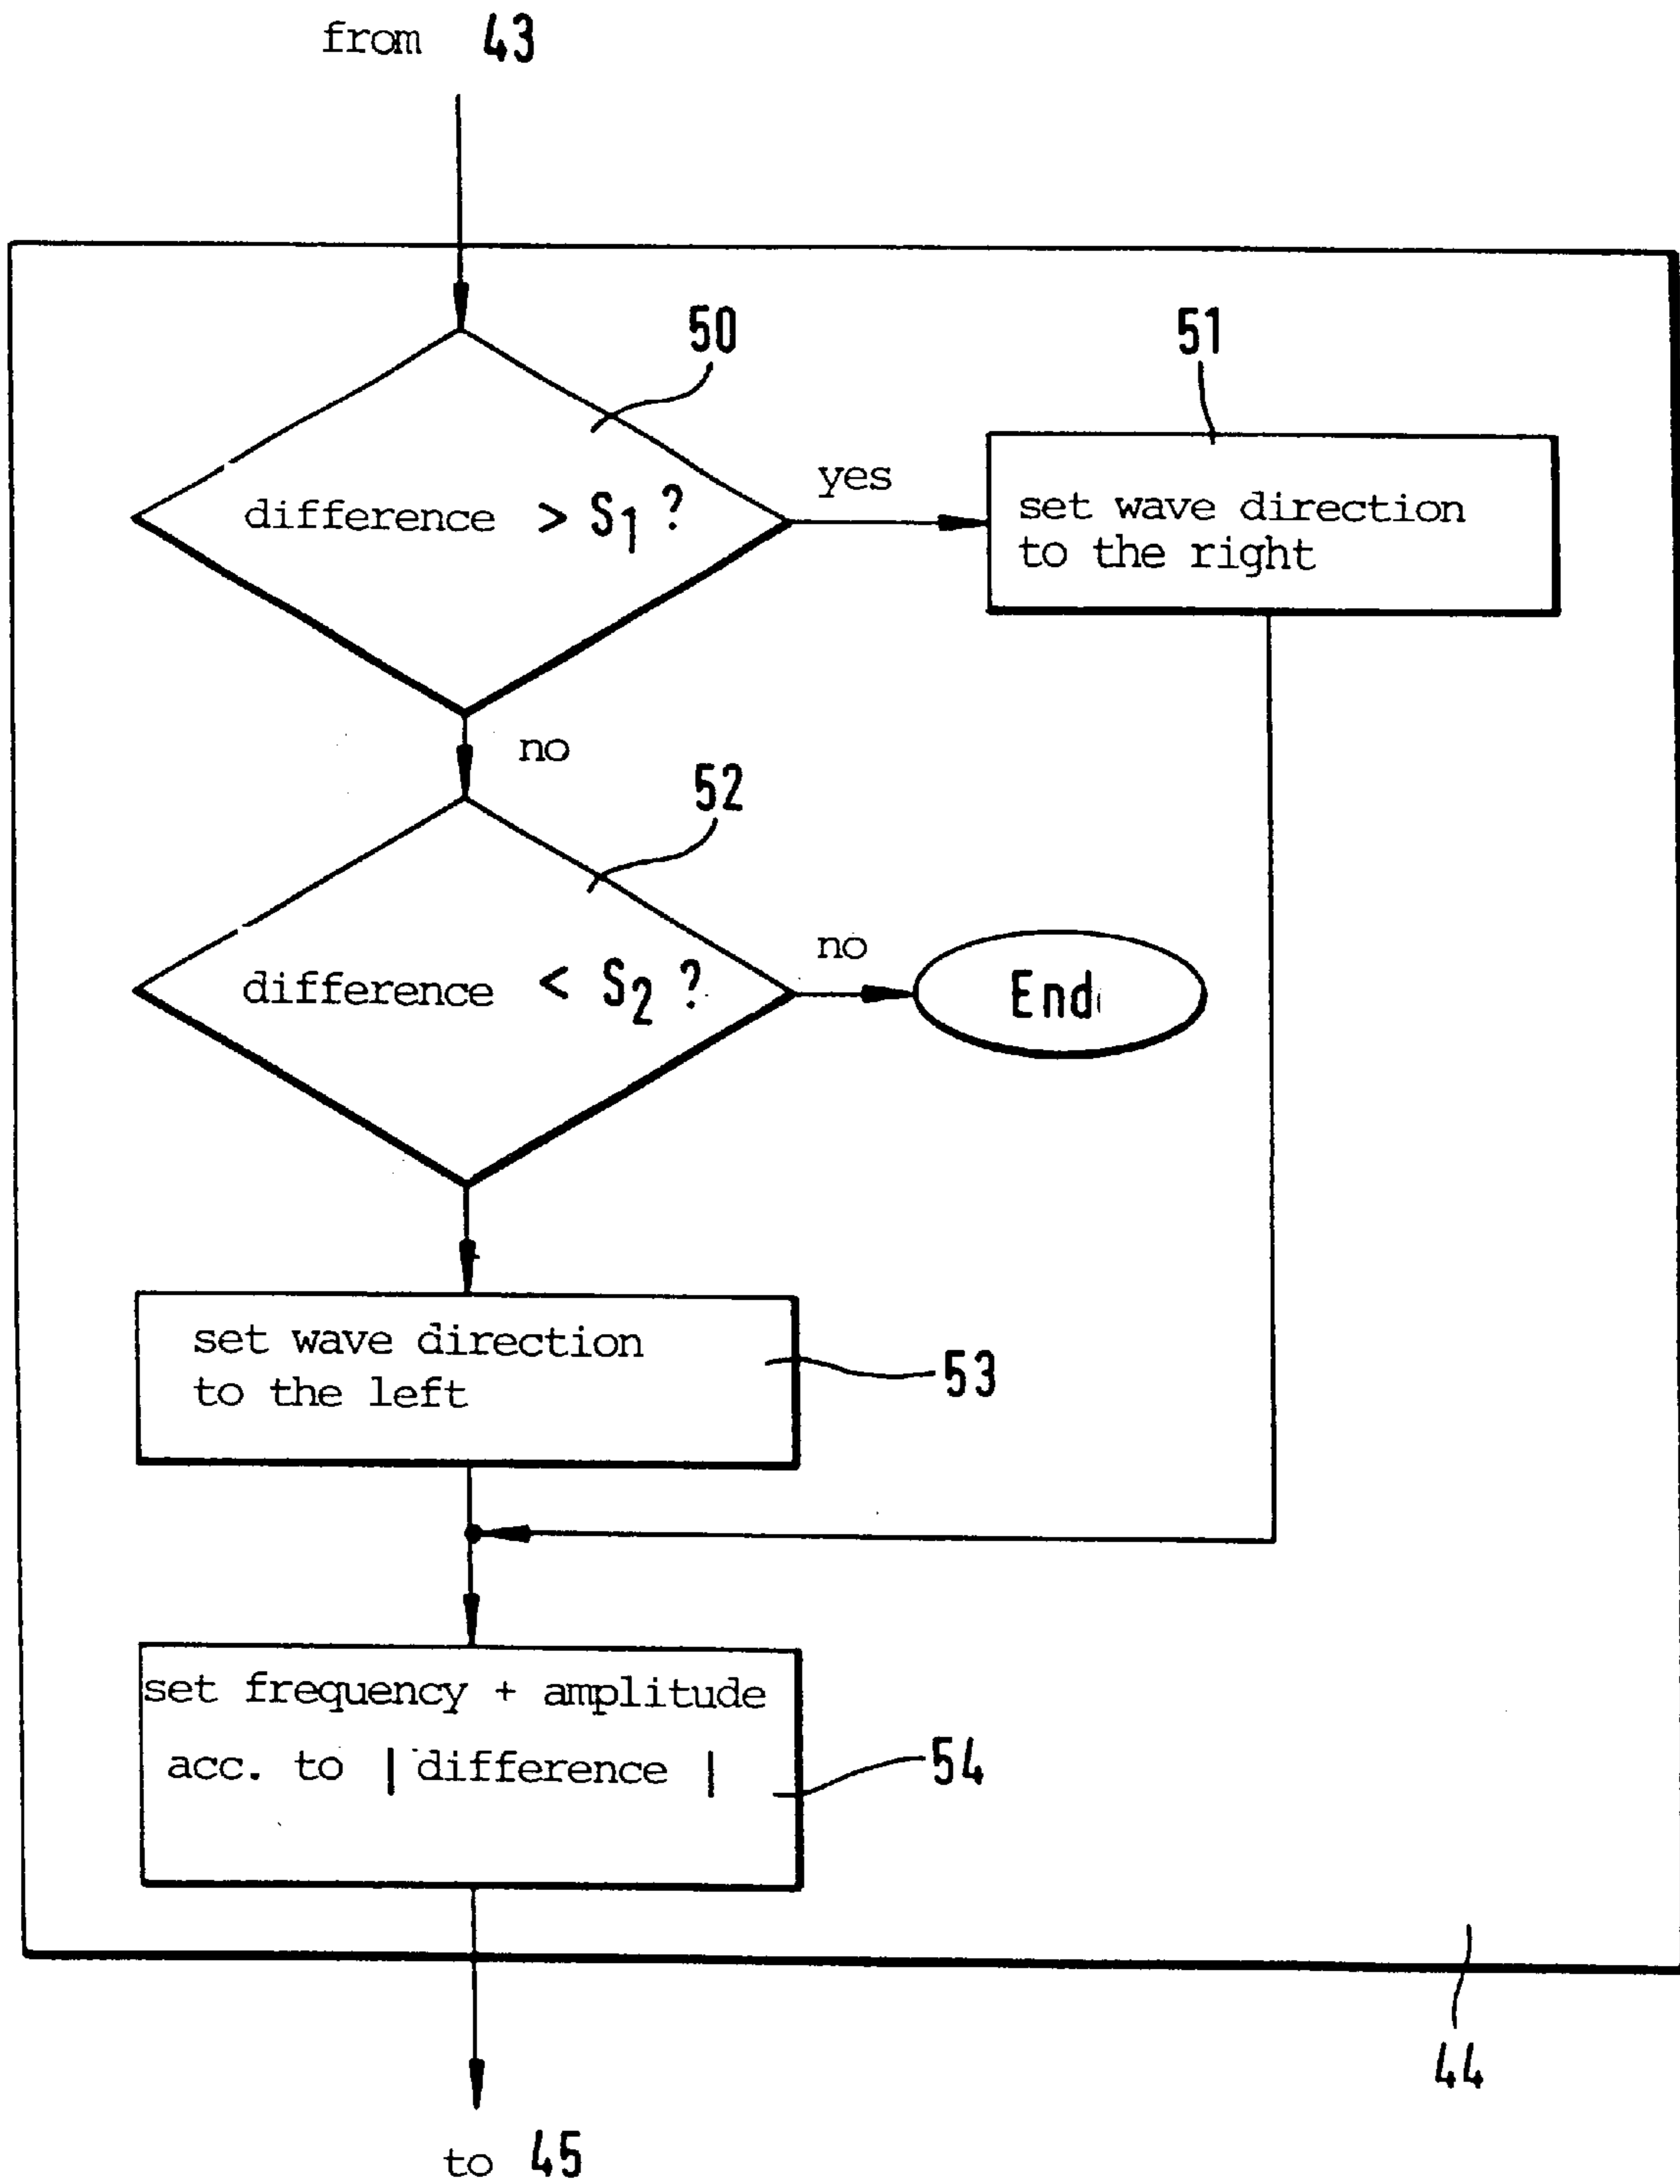 from 43
50
51
difference > S1 ?
yes
set wave direction
to the right
no
52
difference < S2 ?
no
End
set wave direction
to the left
53
set frequency + amplitude
acc. to | difference |
54
44
to 45